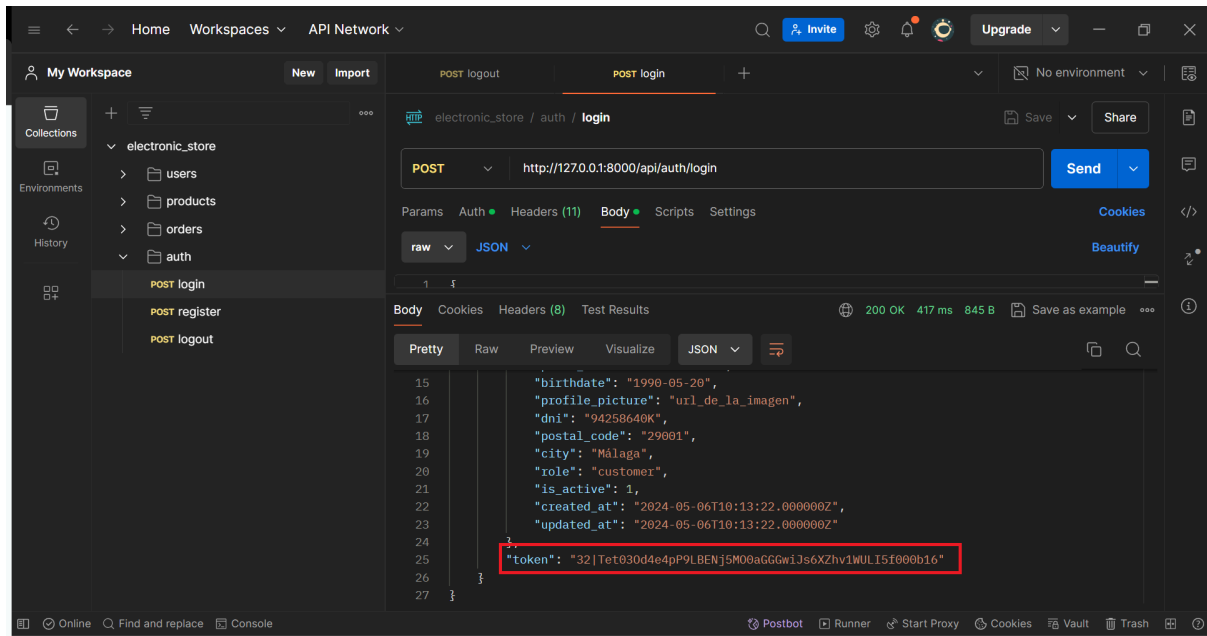 Home Workspaces API Network Invite Upgrade
My Workspace New Import POST logout POST login No environment
Collections
Environments
History
electronic_store
users
products
orders
auth
POST login
POST register
POST logout
HTTP electronic_store / auth / login Save Share
POST http://127.0.0.1:8000/api/auth/login Send
Params Auth Headers (11) Body Scripts Settings Cookies
raw JSON Beautify
1 {
Body Cookies Headers (8) Test Results 200 OK 417 ms 845 B Save as example
Pretty Raw Preview Visualize JSON
15 "birthdate": "1990-05-20",
16 "profile_picture": "url_de_la_imagen",
17 "dni": "94258640K",
18 "postal_code": "29001",
19 "city": "Málaga",
20 "role": "customer",
21 "is_active": 1,
22 "created_at": "2024-05-06T10:13:22.000000Z",
23 "updated_at": "2024-05-06T10:13:22.000000Z"
24 },
25 "token": "32|Tet03Od4e4pP9LBENj5MO0aGGGwiJs6XZhv1WULI5f000b16"
26 }
27 }
Online Find and replace Console Postbot Runner Start Proxy Cookies Vault Trash